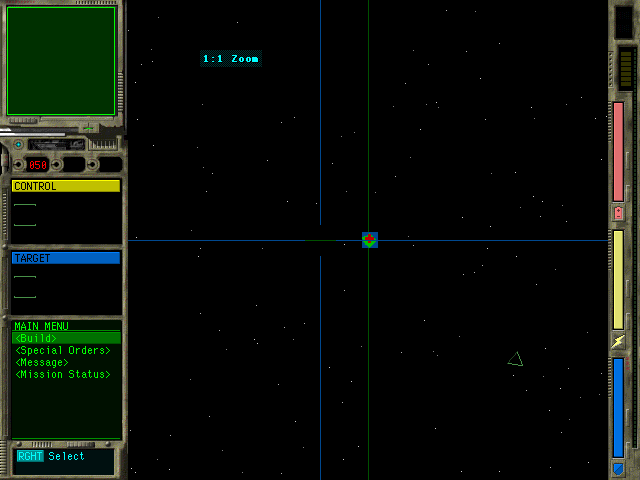 1:1 Zoom
050
CONTROL
TARGET
MAIN MENU
<Build>
<Special Orders>
<Message>
<Mission Status>
RGHT Select